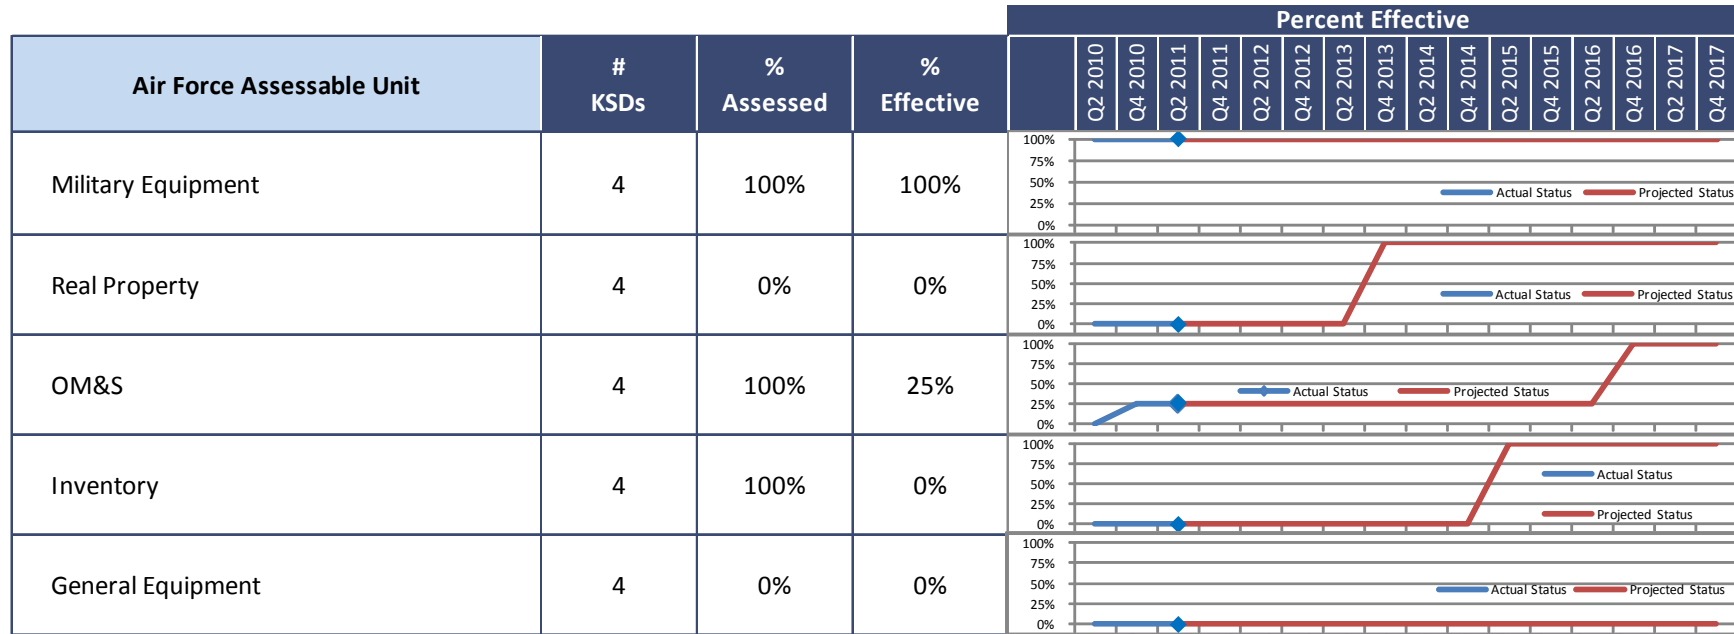 Percent Effective
Air Force Assessable Unit
#
KSDs
%
Assessed
%
Effective
Q2 2010
Q4 2010
Q2 2011
Q4 2011
Q2 2012
Q4 2012
Q2 2013
Q4 2013
Q2 2014
Q4 2014
Q2 2015
Q4 2015
Q2 2016
Q4 2016
Q2 2017
Q4 2017
Military Equipment
4
100%
100%
100%
75%
50%
25%
0%
Actual Status
Projected Status
Real Property
4
0%
0%
100%
75%
50%
25%
0%
Actual Status
Projected Status
OM&S
4
100%
25%
100%
75%
50%
25%
0%
Actual Status
Projected Status
Inventory
4
100%
0%
100%
75%
50%
25%
0%
Actual Status
Projected Status
General Equipment
4
0%
0%
100%
75%
50%
25%
0%
Actual Status
Projected Status